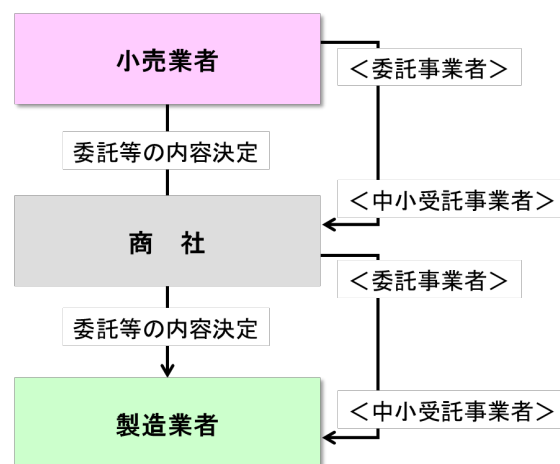 小売業者
＜委託事業者＞
委託等の内容決定
＜中小受託事業者＞
商　社
＜委託事業者＞
委託等の内容決定
＜中小受託事業者＞
製造業者